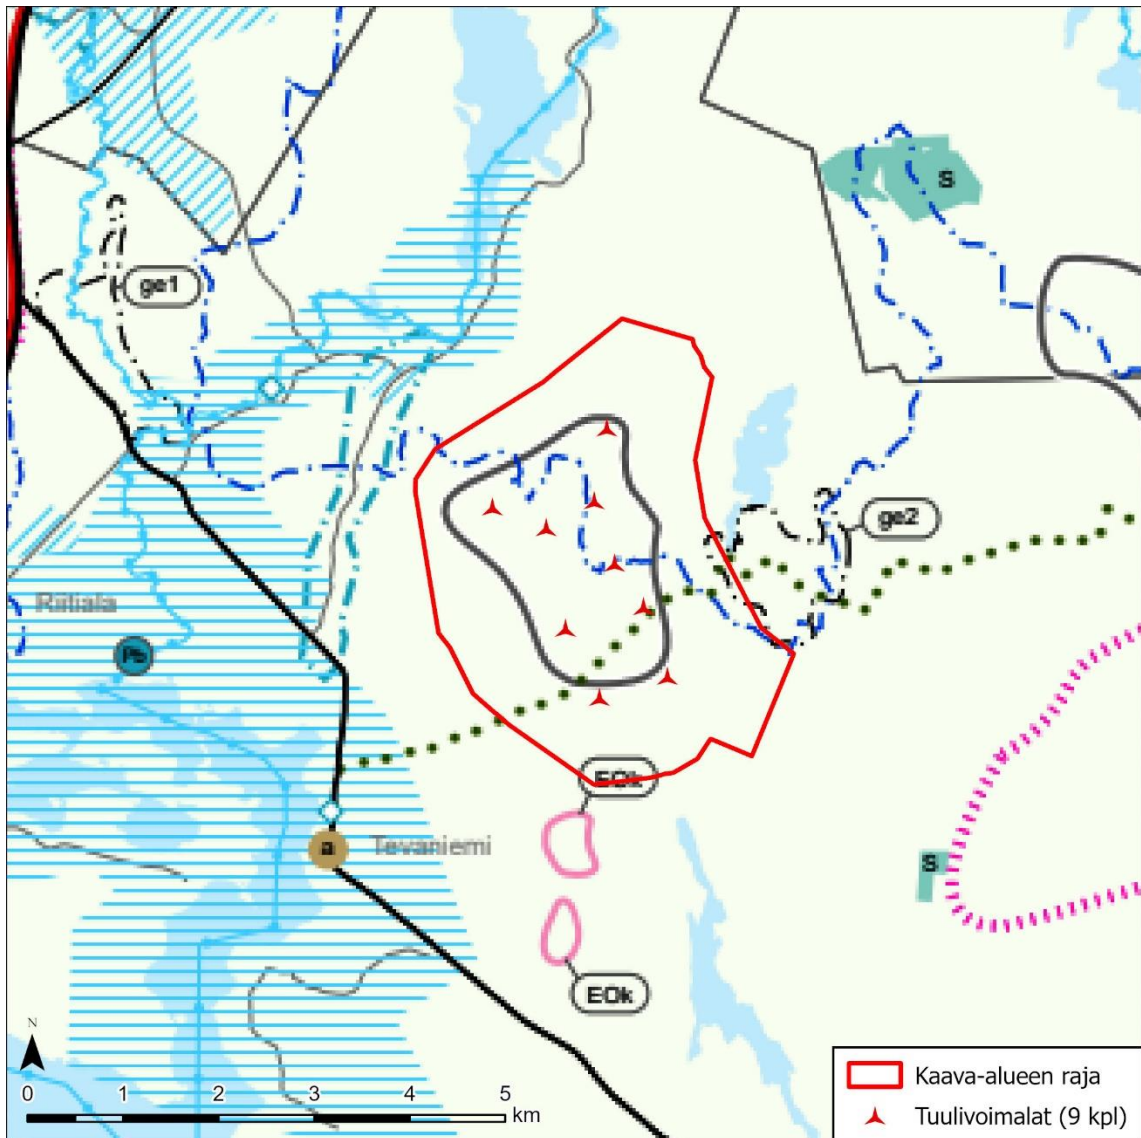 S
ge1
ge2
Riitiala
Pb
EOk
a
Tevaniemi
S
EOk
N
0 1 2 3 4 5
km
Kaava-alueen raja
Tuulivoimalat (9 kpl)